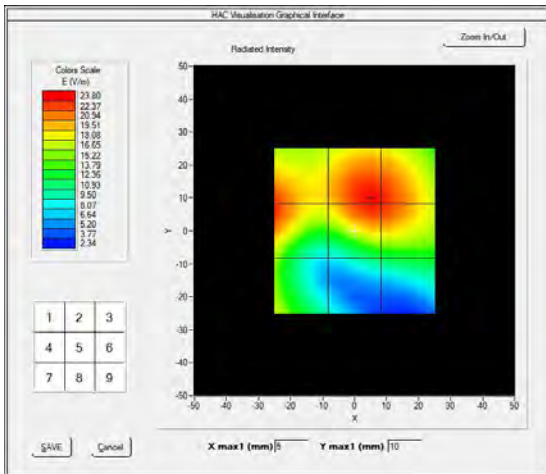 HAC Visualisation Graphical Interface
Zoom In/Out
Radiated Intensity
Colors Scale
E (V/m)
23.80
22.37
20.94
19.51
18.08
16.65
15.22
13.79
12.36
10.93
9.50
8.07
6.64
5.20
3.77
2.34
50
40
30
20
10
0
-10
-20
-30
-40
-50
Y
-50 -40 -30 -20 -10 0 10 20 30 40 50
X
1 2 3
4 5 6
7 8 9
SAVE Cancel
X max1 (mm) 5 Y max1 (mm) 10